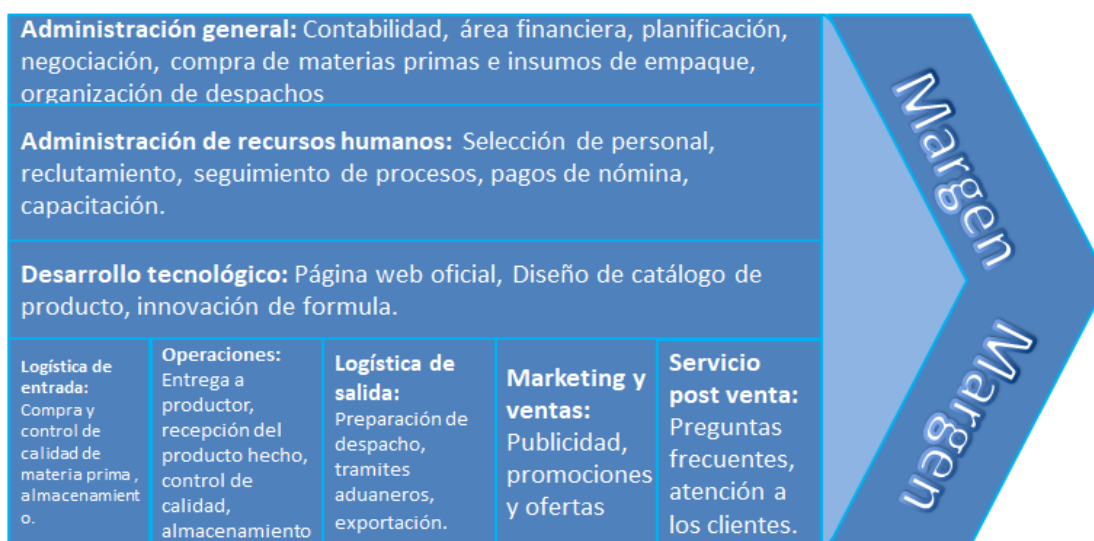 Administración general: Contabilidad, área financiera, planificación,
negociación, compra de materias primas e insumos de empaque,
organización de despachos
Administración de recursos humanos: Selección de personal,
reclutamiento, seguimiento de procesos, pagos de nómina,
capacitación.
Desarrollo tecnológico: Página web oficial, Diseño de catálogo de
producto, innovación de formula.
Logística de
entrada:
Compra y
control de
calidad de
materia prima,
almacenamient
o.
Operaciones:
Entrega a
productor,
recepción del
producto hecho,
control de
calidad,
almacenamiento
Logística de
salida:
Preparación de
despacho,
tramites
aduaneros,
exportación.
Marketing y
ventas:
Publicidad,
promociones
y ofertas
Servicio
post venta:
Preguntas
frecuentes,
atención a
los clientes.
Margen
Margen